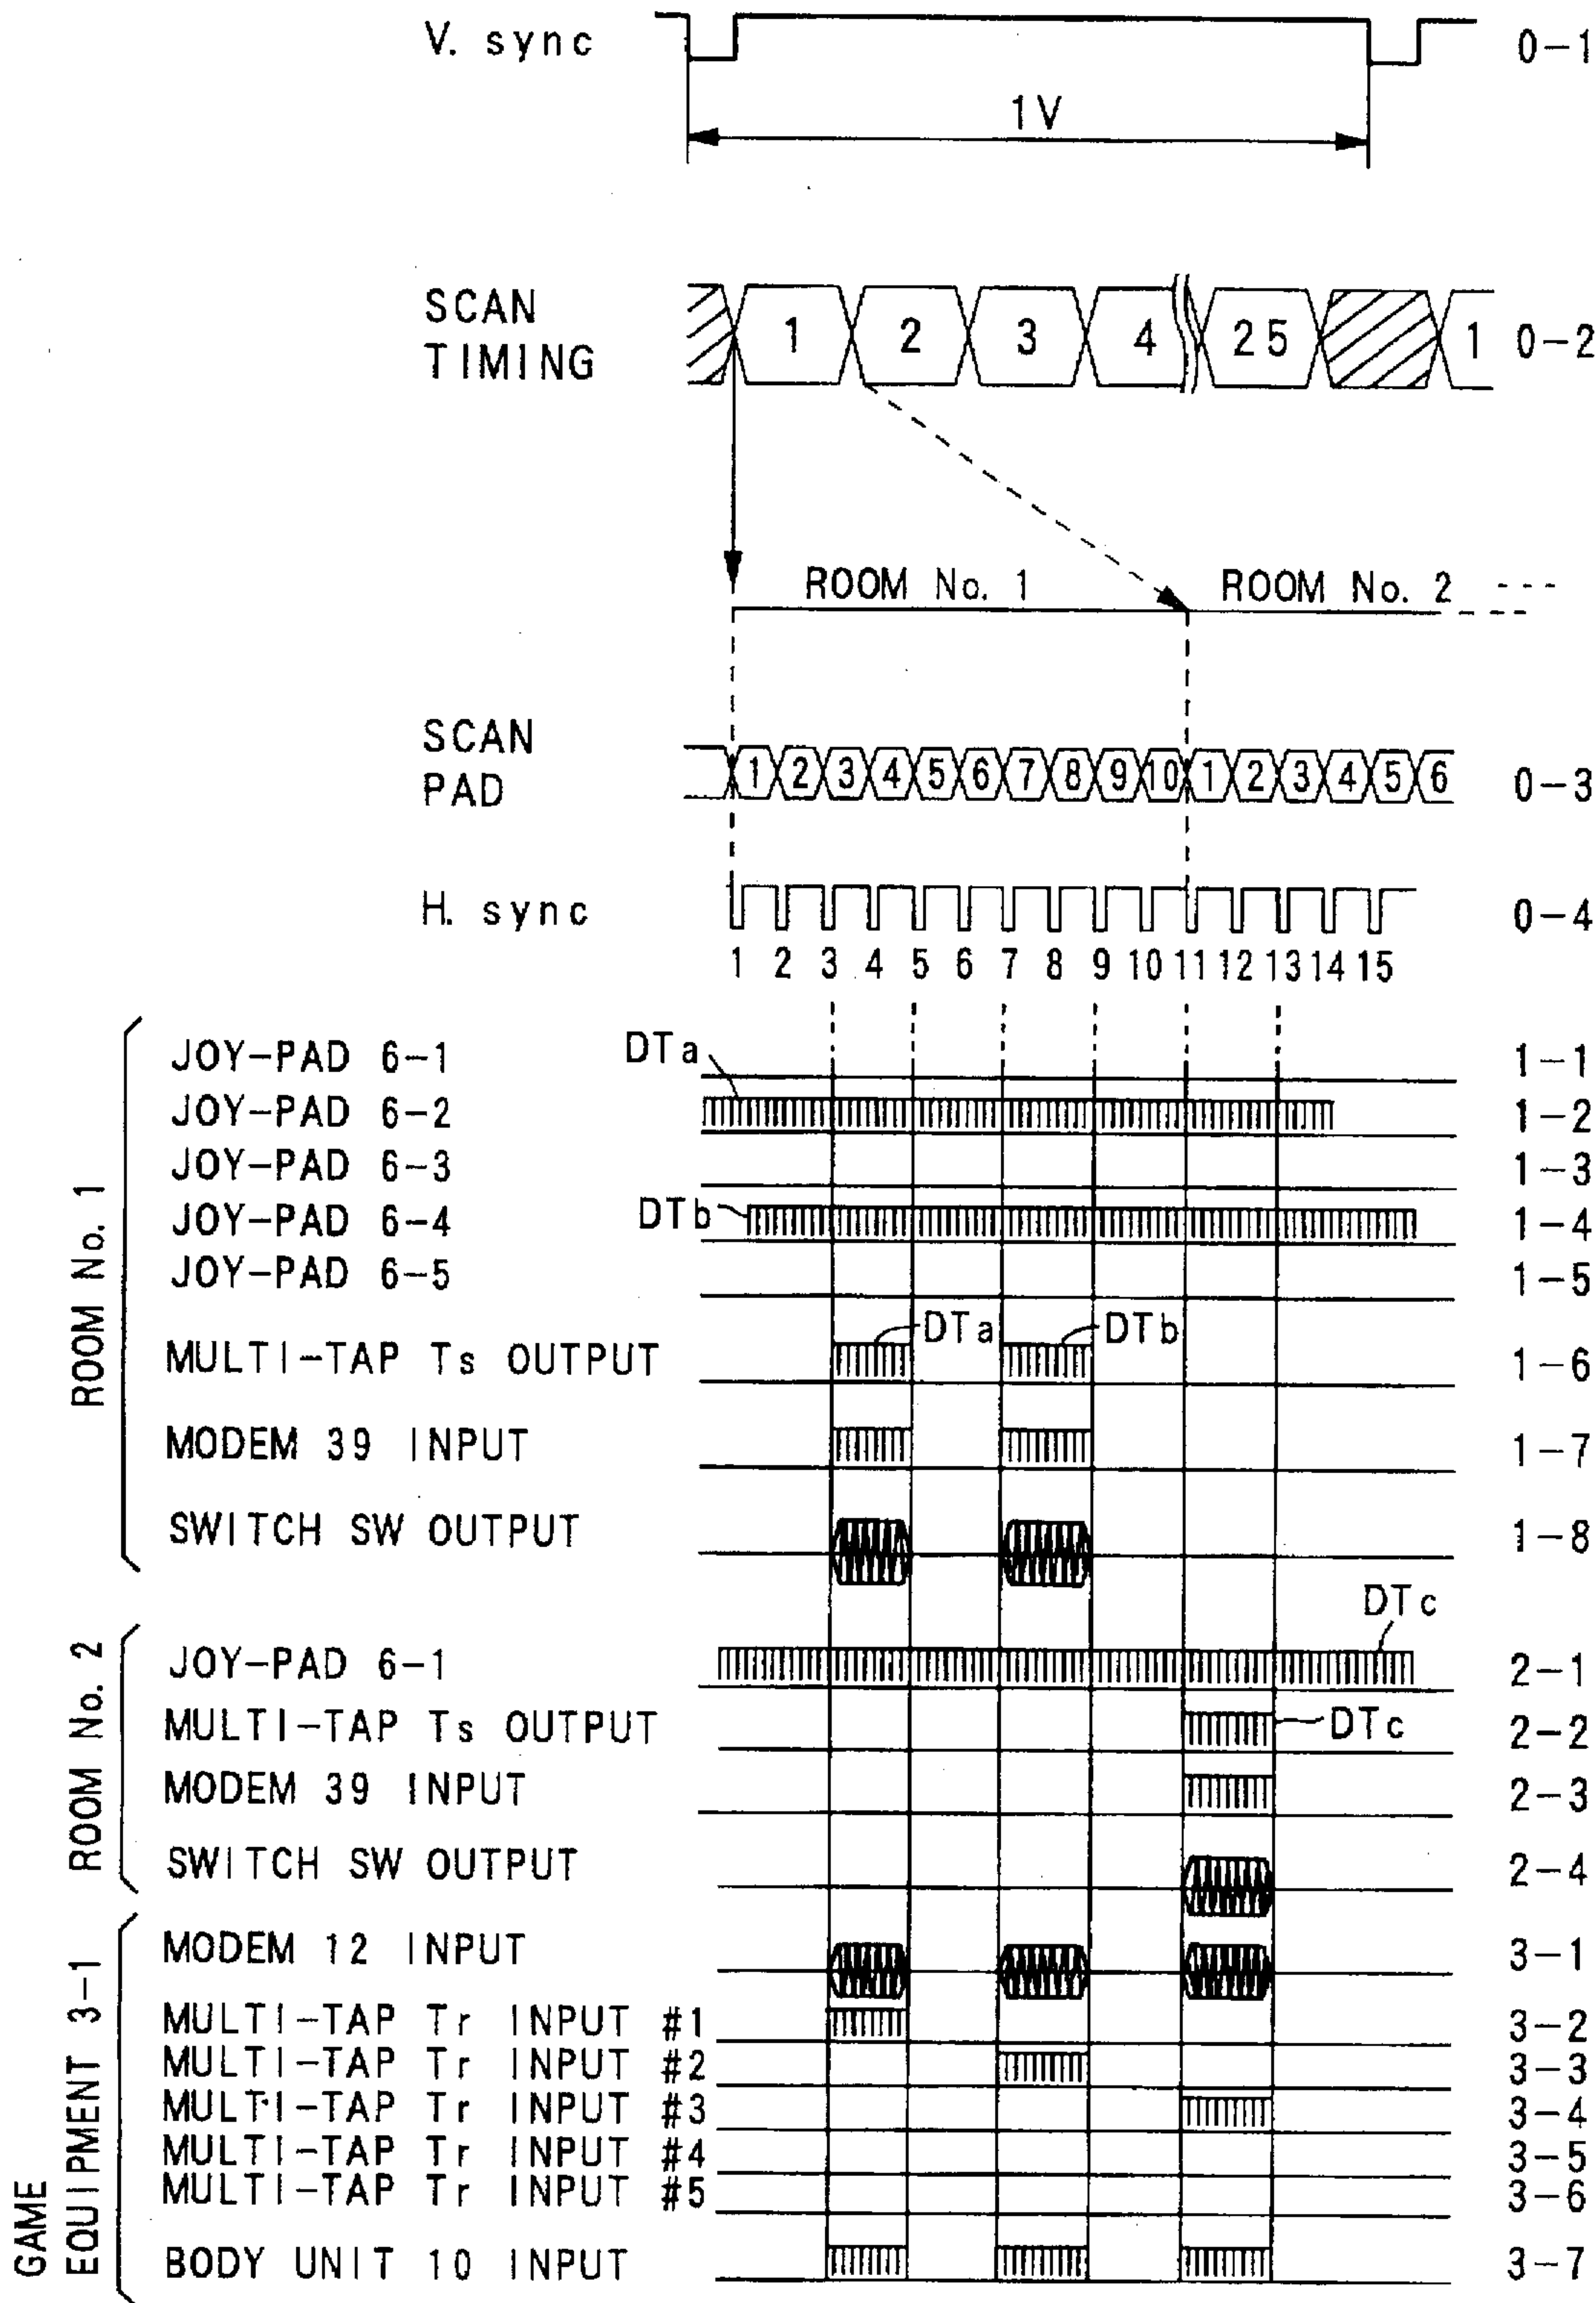 V. sync 0-1
1V
SCAN TIMING 1 2 3 4 25 1 0-2
ROOM No. 1 ROOM No. 2
SCAN PAD 1 2 3 4 5 6 7 8 9 10 1 2 3 4 5 6 0-3
H. sync 0-4
1 2 3 4 5 6 7 8 9 10 11 12 13 14 15
ROOM No. 1
JOY-PAD 6-1 DTa 1-1
JOY-PAD 6-2 1-2
JOY-PAD 6-3 1-3
JOY-PAD 6-4 DTb 1-4
JOY-PAD 6-5 1-5
MULTI-TAP Ts OUTPUT DTa DTb 1-6
MODEM 39 INPUT 1-7
SWITCH SW OUTPUT 1-8
ROOM No. 2
DTc
JOY-PAD 6-1 2-1
MULTI-TAP Ts OUTPUT DTc 2-2
MODEM 39 INPUT 2-3
SWITCH SW OUTPUT 2-4
GAME EQUIPMENT 3-1
MODEM 12 INPUT 3-1
MULTI-TAP Tr INPUT #1 3-2
MULTI-TAP Tr INPUT #2 3-3
MULTI-TAP Tr INPUT #3 3-4
MULTI-TAP Tr INPUT #4 3-5
MULTI-TAP Tr INPUT #5 3-6
BODY UNIT 10 INPUT 3-7